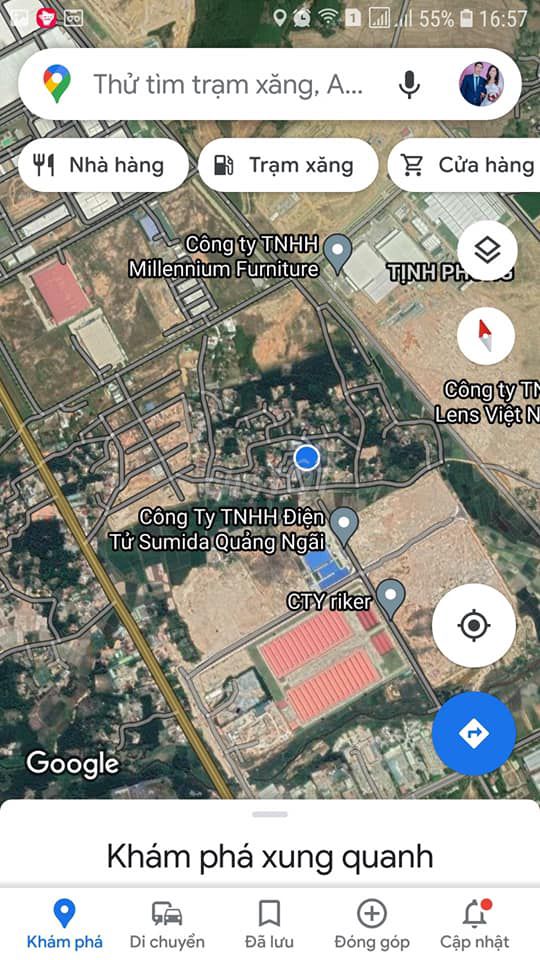 1 55% 16:57
Thử tìm trạm xăng, A...
Nhà hàng
Trạm xăng
Cửa hàng
Công ty TNHH
Millennium Furniture
TỊNH PHONG
Công ty TN
Lens Việt N
Công Ty TNHH Điện
Tử Sumida Quảng Ngãi
CTY riker
Google
Khám phá xung quanh
Khám phá
Di chuyển
Đã lưu
Đóng góp
Cập nhật